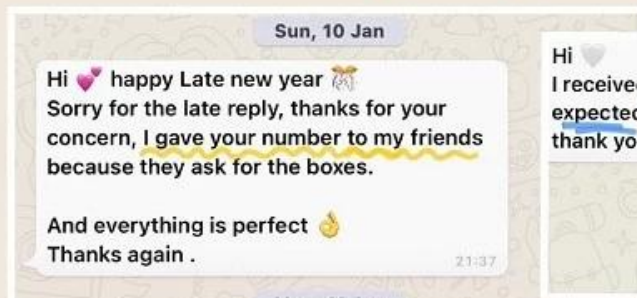 Sun, 10 Jan
Hi 💕 happy Late new year 🎊
Sorry for the late reply, thanks for your
concern, I gave your number to my friends
because they ask for the boxes.
And everything is perfect 👌
Thanks again .
21:37
Hi 🤍
I received
expected
thank yo